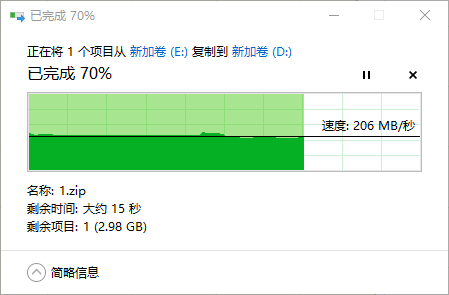 已完成 70%
正在将 1 个项目从 新加卷 (E:) 复制到 新加卷 (D:)
已完成 70%
速度: 206 MB/秒
名称: 1.zip
剩余时间: 大约 15 秒
剩余项目: 1 (2.98 GB)
简略信息